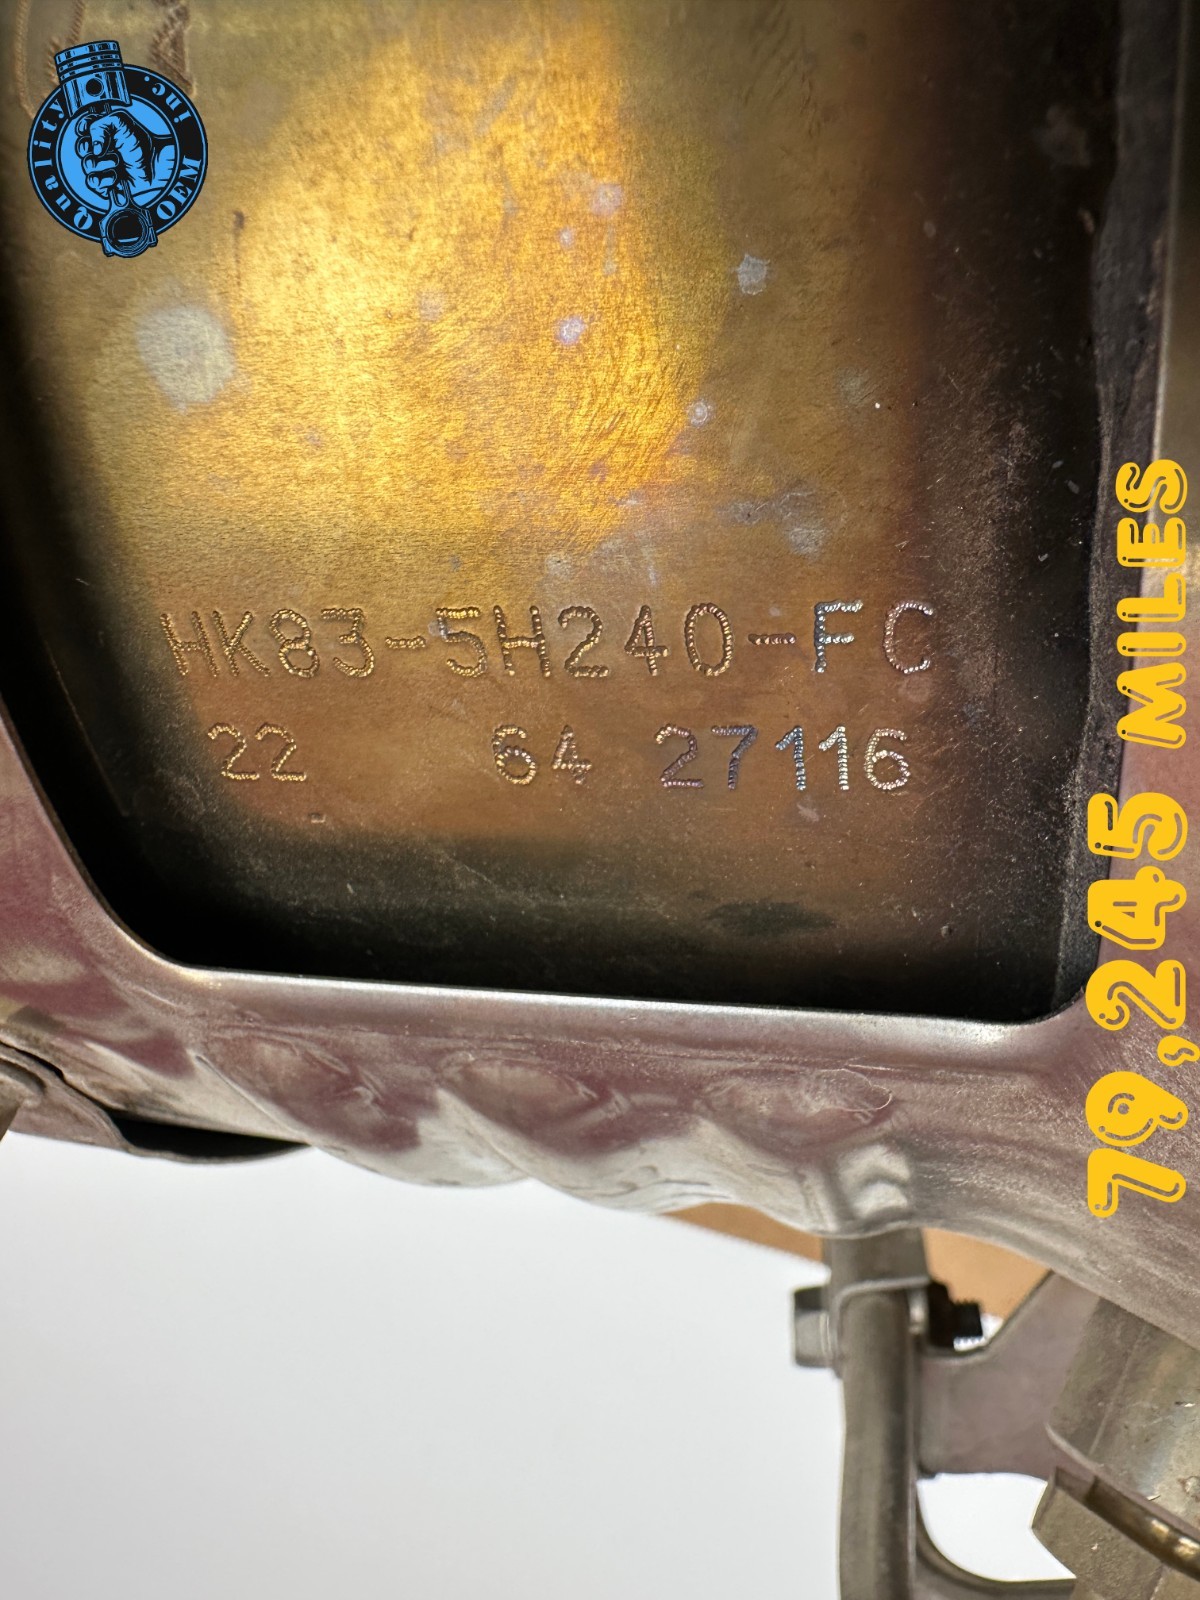 Quality OEM inc.
HK83-5H240-FC
22 64 27116
79,245 MILES